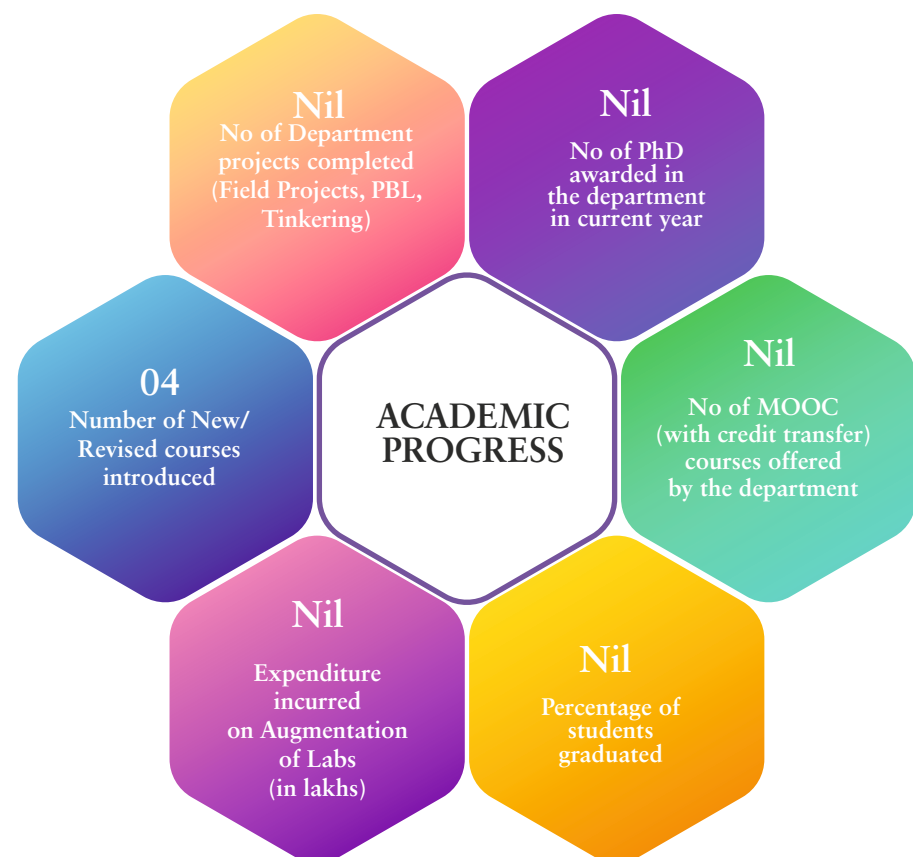 Nil
No of Department
projects completed
(Field Projects, PBL,
Tinkering)
Nil
No of PhD
awarded in
the department
in current year
04
Number of New/
Revised courses
introduced
ACADEMIC
PROGRESS
Nil
No of MOOC
(with credit transfer)
courses offered
by the department
Nil
Expenditure
incurred
on Augmentation
of Labs
(in lakhs)
Nil
Percentage of
students
graduated